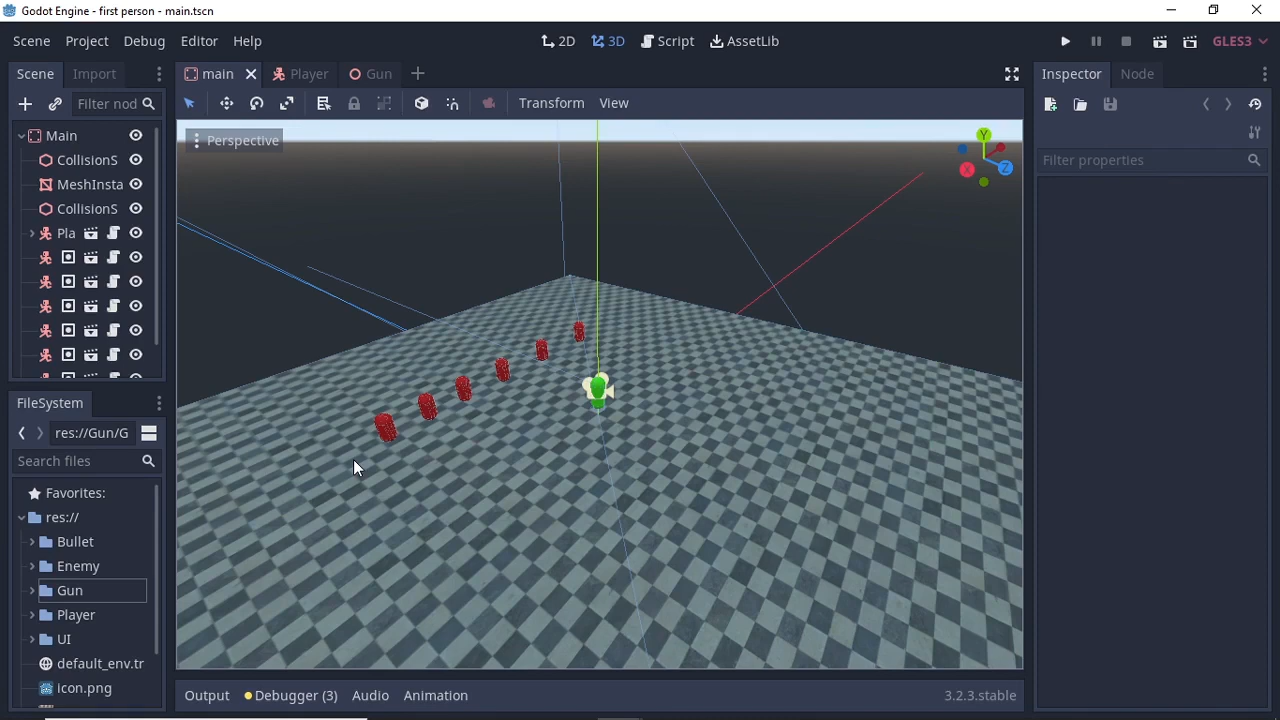 Godot Engine - first person - main.tscn
Scene Project Debug Editor Help 2D 3D Script AssetLib GLES3
Scene Import main Player Gun Inspector Node
Filter nod Transform View
Main Perspective Y
CollisionS Filter properties
MeshInsta X Z
CollisionS
Pla
FileSystem
res://Gun/G
Search files
Favorites:
res://
Bullet
Enemy
Gun
Player
UI
default_env.tr
icon.png
Output Debugger (3) Audio Animation 3.2.3.stable